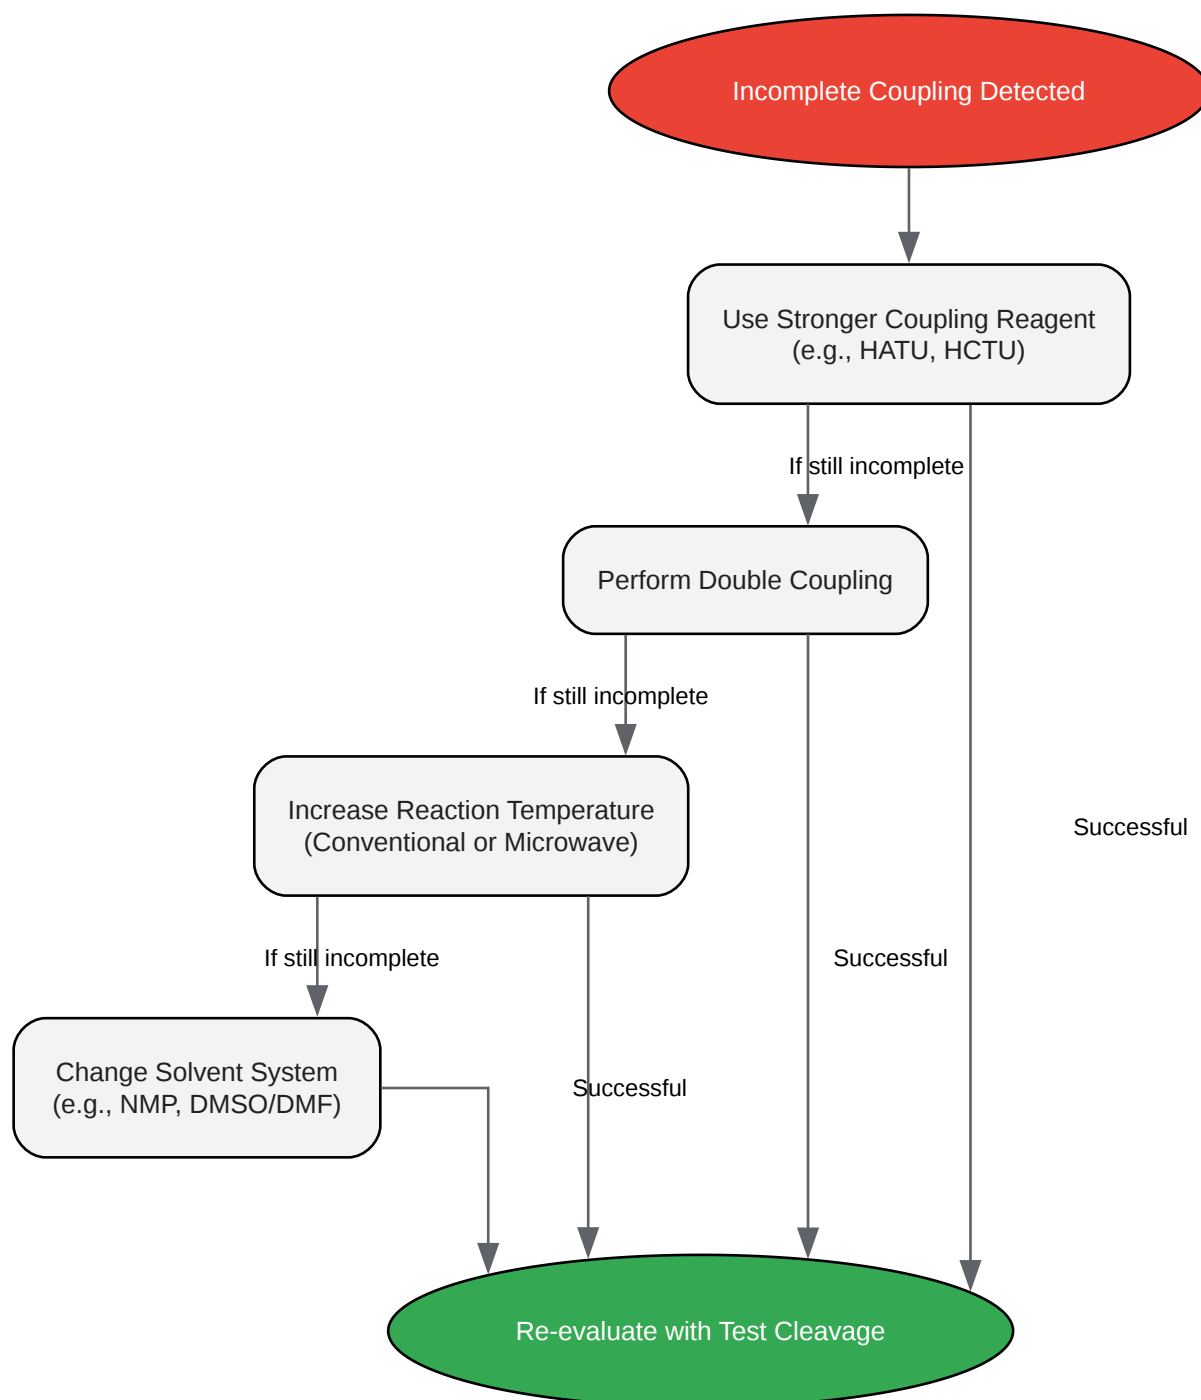 Incomplete Coupling Detected
Use Stronger Coupling Reagent
(e.g., HATU, HCTU)
If still incomplete
Perform Double Coupling
If still incomplete
Increase Reaction Temperature
(Conventional or Microwave)
Successful
If still incomplete
Successful
Change Solvent System
(e.g., NMP, DMSO/DMF)
Successful
Re-evaluate with Test Cleavage